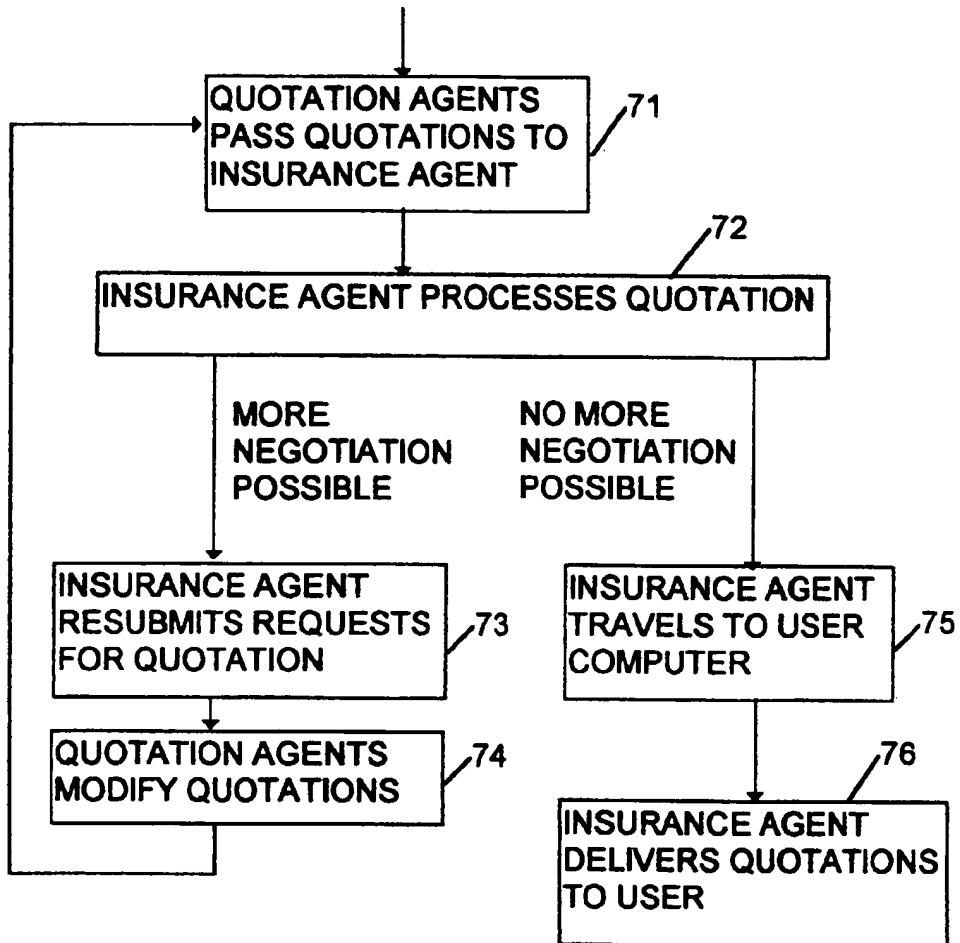 QUOTATION AGENTS
PASS QUOTATIONS TO
INSURANCE AGENT
71
72
INSURANCE AGENT PROCESSES QUOTATION
MORE
NEGOTIATION
POSSIBLE
NO MORE
NEGOTIATION
POSSIBLE
INSURANCE AGENT
RESUBMITS REQUESTS
FOR QUOTATION
73
INSURANCE AGENT
TRAVELS TO USER
COMPUTER
75
QUOTATION AGENTS
MODIFY QUOTATIONS
74
76
INSURANCE AGENT
DELIVERS QUOTATIONS
TO USER